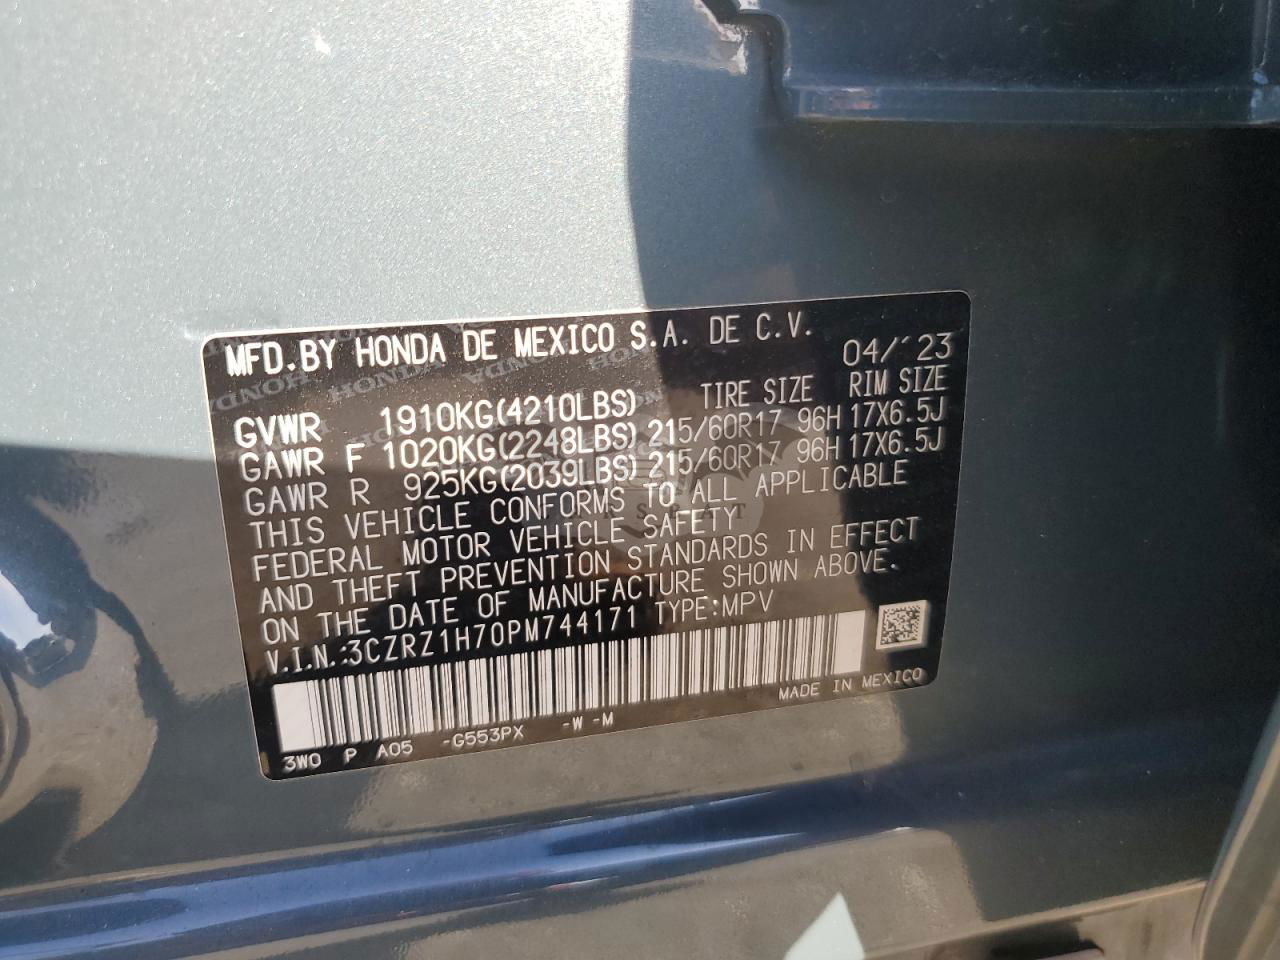 MFD.BY HONDA DE MEXICO S.A. DE C.V. 04/'23
GVWR 1910KG(4210LBS) TIRE SIZE RIM SIZE
GAWR F 1020KG(2248LBS) 215/60R17 96H 17X6.5J
GAWR R 925KG(2039LBS) 215/60R17 96H 17X6.5J
THIS VEHICLE CONFORMS TO ALL APPLICABLE
FEDERAL MOTOR VEHICLE SAFETY
AND THEFT PREVENTION STANDARDS IN EFFECT
ON THE DATE OF MANUFACTURE SHOWN ABOVE.
V.I.N.:3CZRZ1H70PM744171 TYPE:MPV
MADE IN MEXICO
3W0 P A05 -G553PX -W -M